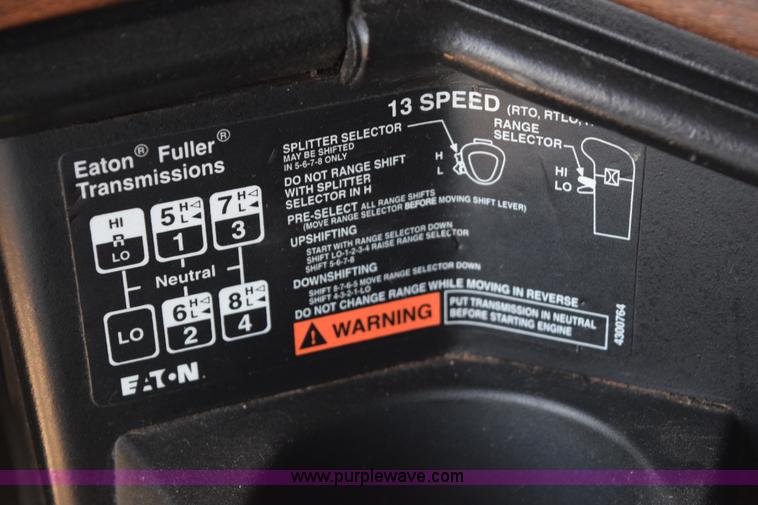 13 SPEED (RTO, RTLO,
Eaton® Fuller®
Transmissions
HI
R
LO
5 H L
1
7 H L
3
Neutral
LO
6 H L
2
8 H L
4
EATON
SPLITTER SELECTOR
MAY BE SHIFTED
IN 5-6-7-8 ONLY
H
L
RANGE
SELECTOR
HI
LO
DO NOT RANGE SHIFT
WITH SPLITTER
SELECTOR IN H
PRE-SELECT ALL RANGE SHIFTS
(MOVE RANGE SELECTOR BEFORE MOVING SHIFT LEVER)
UPSHIFTING
START WITH RANGE SELECTOR DOWN
SHIFT LO-1-2-3-4 RAISE RANGE SELECTOR
SHIFT 5-6-7-8
DOWNSHIFTING
SHIFT 8-7-6-5 MOVE RANGE SELECTOR DOWN
SHIFT 4-3-2-1-LO
DO NOT CHANGE RANGE WHILE MOVING IN REVERSE
WARNING
PUT TRANSMISSION IN NEUTRAL
BEFORE STARTING ENGINE
4300764
www.purplewave.com